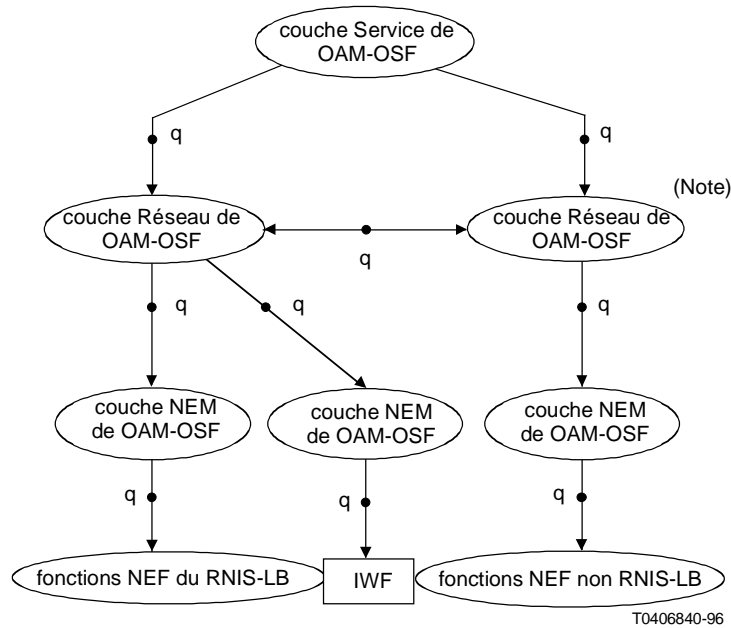 couche Service de
OAM-OSF
q
q
(Note)
couche Réseau de
OAM-OSF
couche Réseau de
OAM-OSF
q
q
q
q
couche NEM
de OAM-OSF
couche NEM
de OAM-OSF
couche NEM
de OAM-OSF
q
q
q
fonctions NEF du RNIS-LB
IWF
fonctions NEF non RNIS-LB
T0406840-96